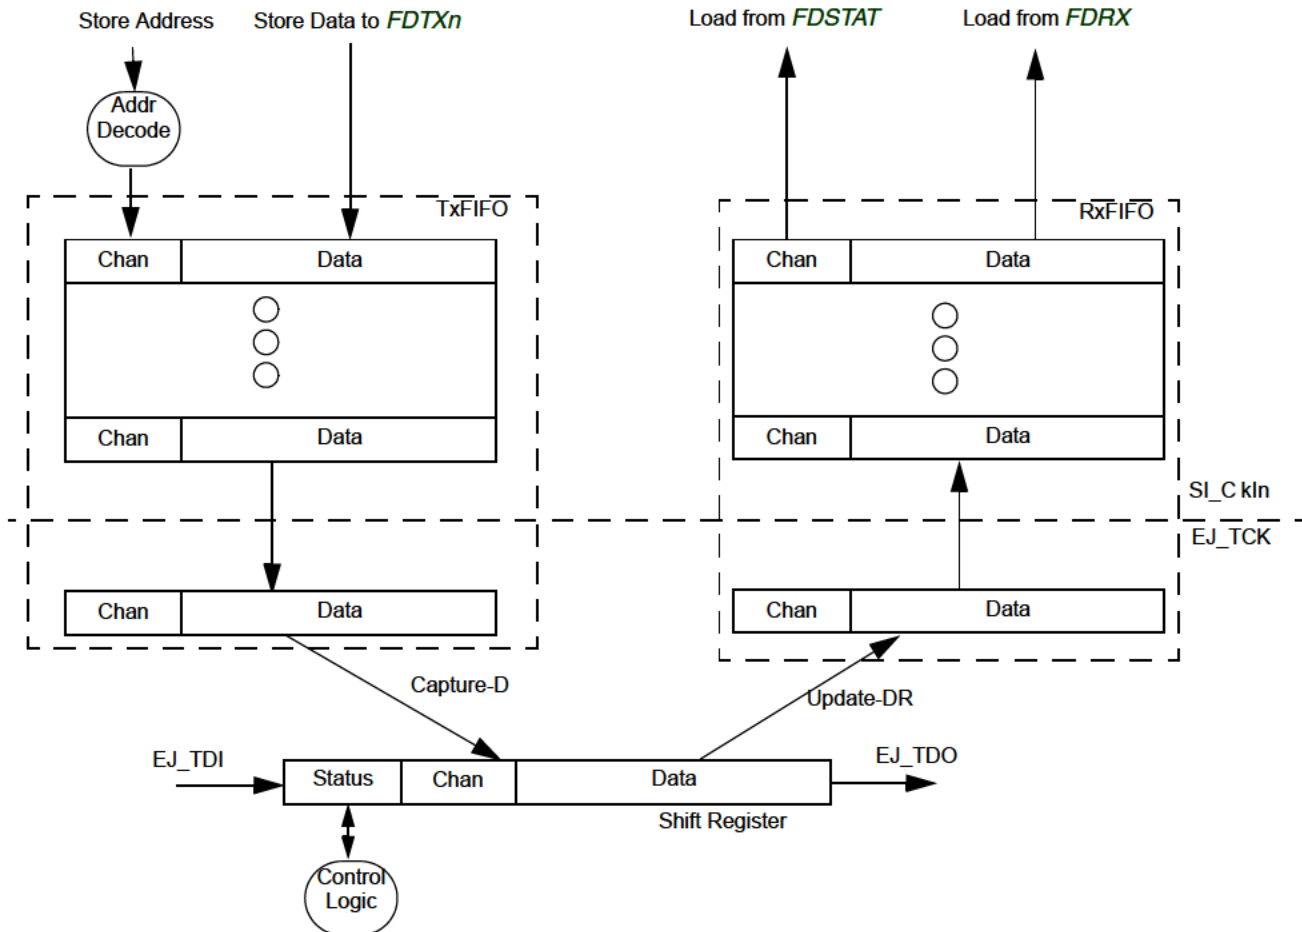 Store Address
Store Data to FDTXn
Load from FDSTAT
Load from FDRX
Addr
Decode
TxFIFO
RxFIFO
Chan
Data
Chan
Data
Chan
Data
Chan
Data
SI_C kIn
EJ_TCK
Chan
Data
Chan
Data
Capture-D
Update-DR
EJ_TDI
EJ_TDO
Status
Chan
Data
Shift Register
Control
Logic